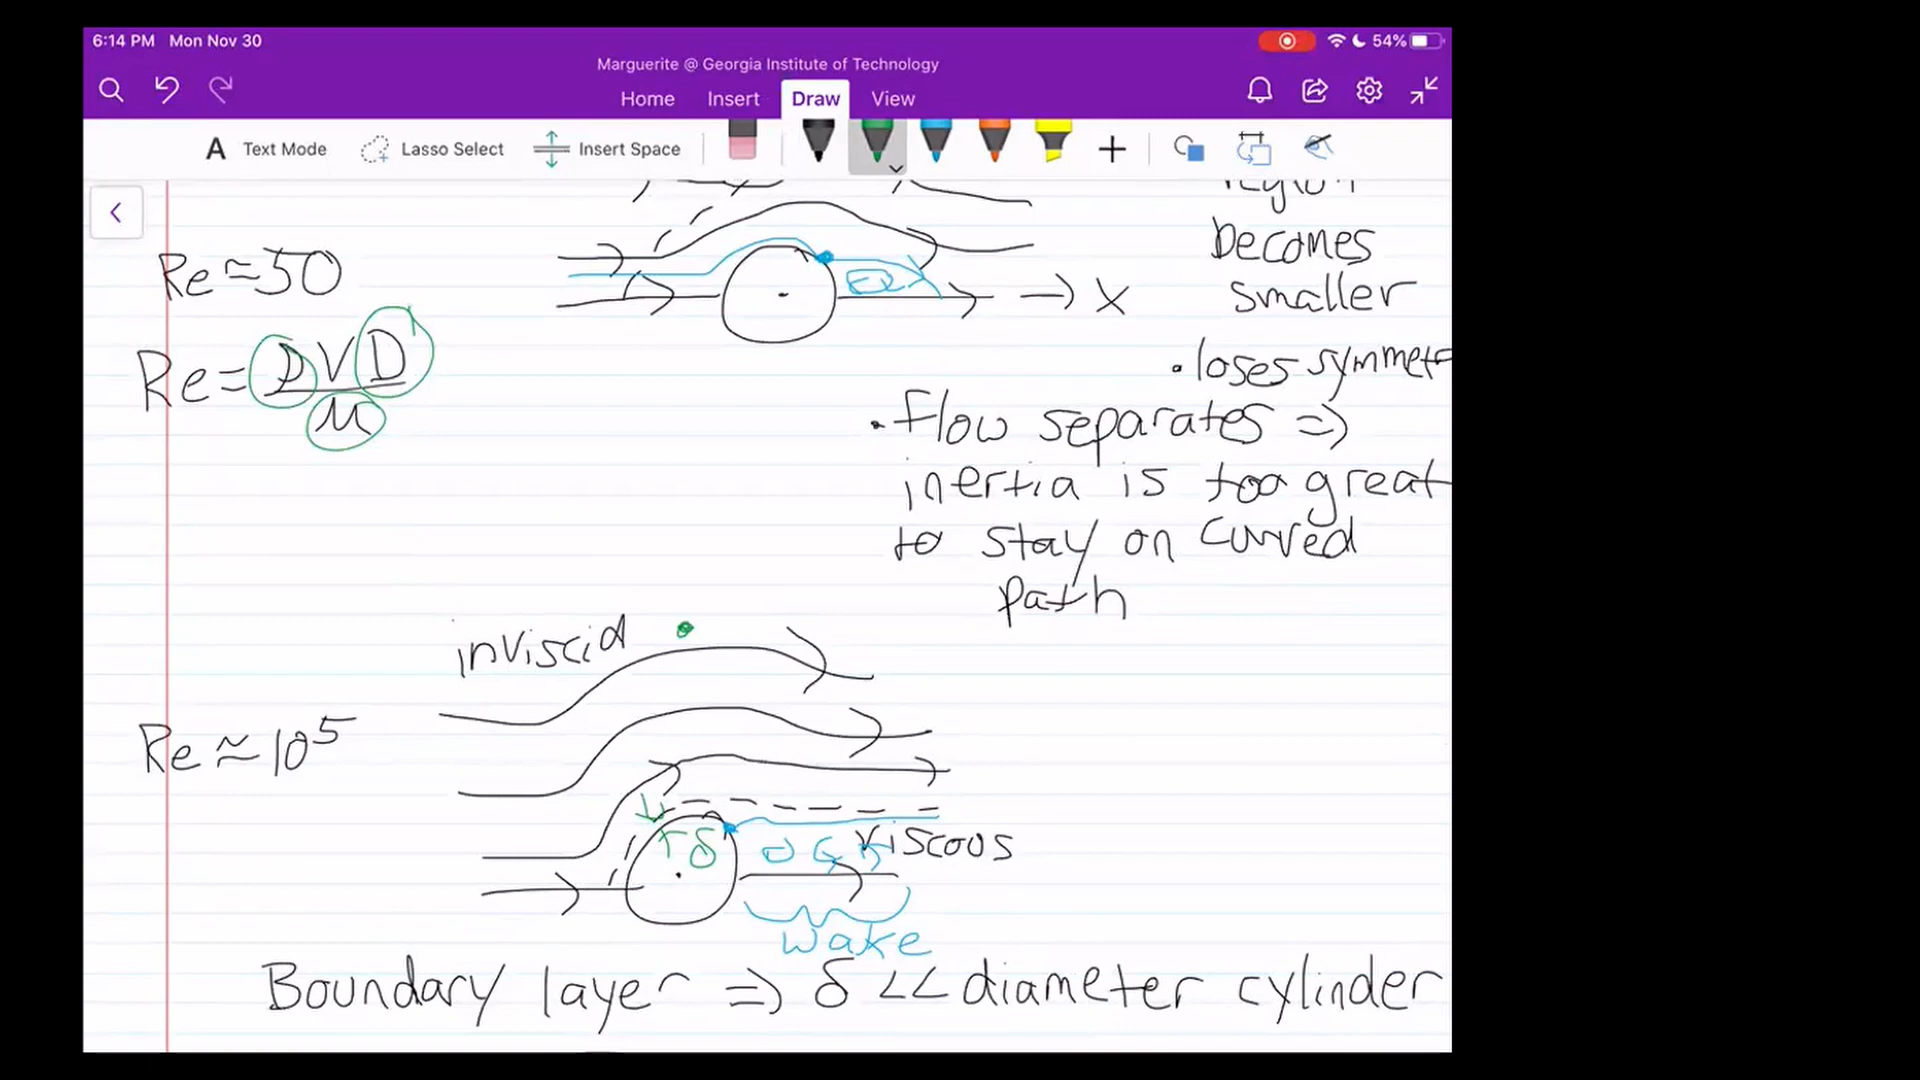 6:14 PM Mon Nov 30
54%
Marguerite @ Georgia Institute of Technology
Home Insert Draw View
A Text Mode Lasso Select Insert Space
becomes
smaller
Re≈50
→ X
Re = ρVD
μ
• loses symmet
• flow separates =>
inertia is too great
to stay on curved
path
inviscid
Re ≈ 10⁵
δ
viscous
wake
Boundary layer => δ << diameter cylinder